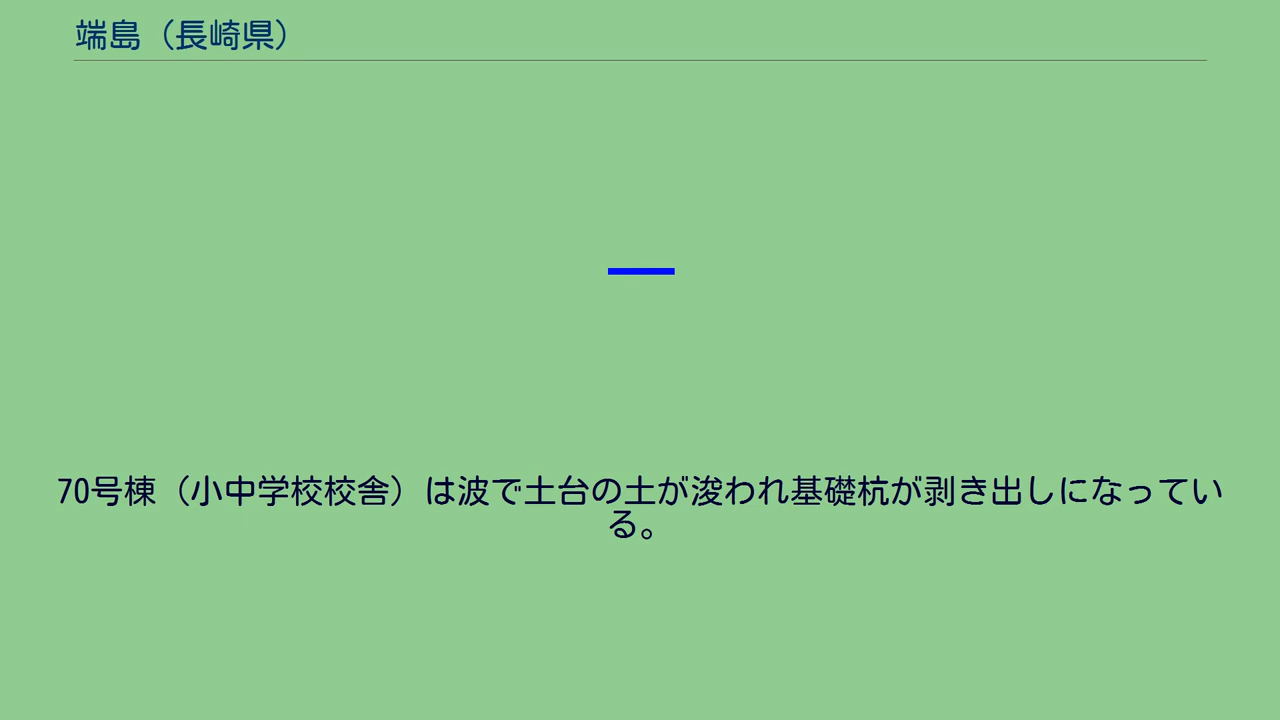 端島（長崎県）
70号棟（小中学校校舎）は波で土台の土が浚われ基礎杭が剥き出しになってい
る。